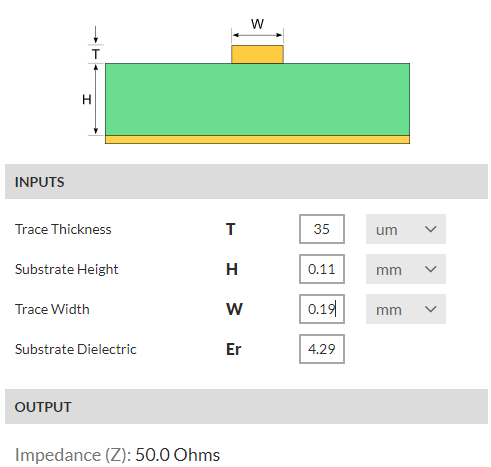 W
T
H
INPUTS
Trace Thickness T 35 um
Substrate Height H 0.11 mm
Trace Width W 0.19 mm
Substrate Dielectric Er 4.29
OUTPUT
Impedance (Z): 50.0 Ohms